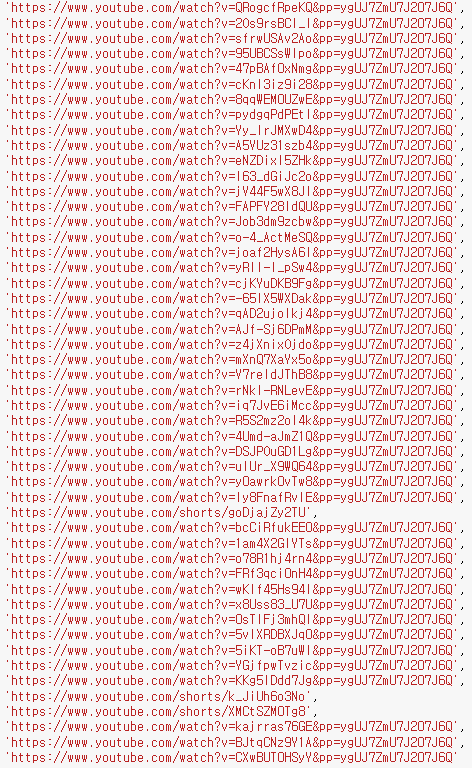 'https://www.youtube.com/watch?v=QRogcfRpeKQ&pp=ygUJ7ZmU7J207J6Q',
'https://www.youtube.com/watch?v=20s9rsBCI_I&pp=ygUJ7ZmU7J207J6Q',
'https://www.youtube.com/watch?v=sfrwUSAv2Ao&pp=ygUJ7ZmU7J207J6Q',
'https://www.youtube.com/watch?v=95UBCSsWIpo&pp=ygUJ7ZmU7J207J6Q',
'https://www.youtube.com/watch?v=47pBAfOxNmg&pp=ygUJ7ZmU7J207J6Q',
'https://www.youtube.com/watch?v=cKnI3iz9i28&pp=ygUJ7ZmU7J207J6Q',
'https://www.youtube.com/watch?v=8qqWEMOUZwE&pp=ygUJ7ZmU7J207J6Q',
'https://www.youtube.com/watch?v=pydgqPdPEtI&pp=ygUJ7ZmU7J207J6Q',
'https://www.youtube.com/watch?v=Yy_IrJMXwD4&pp=ygUJ7ZmU7J207J6Q',
'https://www.youtube.com/watch?v=A5VUz31szb4&pp=ygUJ7ZmU7J207J6Q',
'https://www.youtube.com/watch?v=eNZDixI5ZHk&pp=ygUJ7ZmU7J207J6Q',
'https://www.youtube.com/watch?v=I63_dGiJc2o&pp=ygUJ7ZmU7J207J6Q',
'https://www.youtube.com/watch?v=jV44F5wX8JI&pp=ygUJ7ZmU7J207J6Q',
'https://www.youtube.com/watch?v=FAPFV28IdQU&pp=ygUJ7ZmU7J207J6Q',
'https://www.youtube.com/watch?v=Job3dm9zcbw&pp=ygUJ7ZmU7J207J6Q',
'https://www.youtube.com/watch?v=o-4_ActMeSQ&pp=ygUJ7ZmU7J207J6Q',
'https://www.youtube.com/watch?v=joaf2HysA6I&pp=ygUJ7ZmU7J207J6Q',
'https://www.youtube.com/watch?v=yRII-I_pSw4&pp=ygUJ7ZmU7J207J6Q',
'https://www.youtube.com/watch?v=cjKYuDKB9Fg&pp=ygUJ7ZmU7J207J6Q',
'https://www.youtube.com/watch?v=-65IX5WXDak&pp=ygUJ7ZmU7J207J6Q',
'https://www.youtube.com/watch?v=qAD2ujoIkj4&pp=ygUJ7ZmU7J207J6Q',
'https://www.youtube.com/watch?v=AJf-Sj6DPmM&pp=ygUJ7ZmU7J207J6Q',
'https://www.youtube.com/watch?v=z4jXnixOjdo&pp=ygUJ7ZmU7J207J6Q',
'https://www.youtube.com/watch?v=mXnQ7XaYx5o&pp=ygUJ7ZmU7J207J6Q',
'https://www.youtube.com/watch?v=V7reIdJThB8&pp=ygUJ7ZmU7J207J6Q',
'https://www.youtube.com/watch?v=rNkI-RNLevE&pp=ygUJ7ZmU7J207J6Q',
'https://www.youtube.com/watch?v=iq7JvE6iMcc&pp=ygUJ7ZmU7J207J6Q',
'https://www.youtube.com/watch?v=R5S2mz2oI4k&pp=ygUJ7ZmU7J207J6Q',
'https://www.youtube.com/watch?v=4Umd-aJmZ1Q&pp=ygUJ7ZmU7J207J6Q',
'https://www.youtube.com/watch?v=DSJP0uGD1Lg&pp=ygUJ7ZmU7J207J6Q',
'https://www.youtube.com/watch?v=uIUr_X9WQ64&pp=ygUJ7ZmU7J207J6Q',
'https://www.youtube.com/watch?v=yOawrkOvTw8&pp=ygUJ7ZmU7J207J6Q',
'https://www.youtube.com/watch?v=Iy8FnafRvIE&pp=ygUJ7ZmU7J207J6Q',
'https://www.youtube.com/shorts/goDjajZy2TU',
'https://www.youtube.com/watch?v=bcCiRfukEE0&pp=ygUJ7ZmU7J207J6Q',
'https://www.youtube.com/watch?v=1am4X2GIYTs&pp=ygUJ7ZmU7J207J6Q',
'https://www.youtube.com/watch?v=o78R1hj4rn4&pp=ygUJ7ZmU7J207J6Q',
'https://www.youtube.com/watch?v=FRf3qciOnH4&pp=ygUJ7ZmU7J207J6Q',
'https://www.youtube.com/watch?v=wKIf45Hs94I&pp=ygUJ7ZmU7J207J6Q',
'https://www.youtube.com/watch?v=x8Uss83_U7U&pp=ygUJ7ZmU7J207J6Q',
'https://www.youtube.com/watch?v=OsTIFj3mhQI&pp=ygUJ7ZmU7J207J6Q',
'https://www.youtube.com/watch?v=5vIXRDBXJq0&pp=ygUJ7ZmU7J207J6Q',
'https://www.youtube.com/watch?v=5iKT-oB7uWI&pp=ygUJ7ZmU7J207J6Q',
'https://www.youtube.com/watch?v=YGjfpwTvzic&pp=ygUJ7ZmU7J207J6Q',
'https://www.youtube.com/watch?v=KKg5IDdd7Jg&pp=ygUJ7ZmU7J207J6Q',
'https://www.youtube.com/shorts/k_JiUh6o3No',
'https://www.youtube.com/shorts/XMCtSZMOTg8',
'https://www.youtube.com/watch?v=kajrras76GE&pp=ygUJ7ZmU7J207J6Q',
'https://www.youtube.com/watch?v=BJtqCNz9Y1A&pp=ygUJ7ZmU7J207J6Q',
'https://www.youtube.com/watch?v=CXwBUTOHSyY&pp=ygUJ7ZmU7J207J6Q'